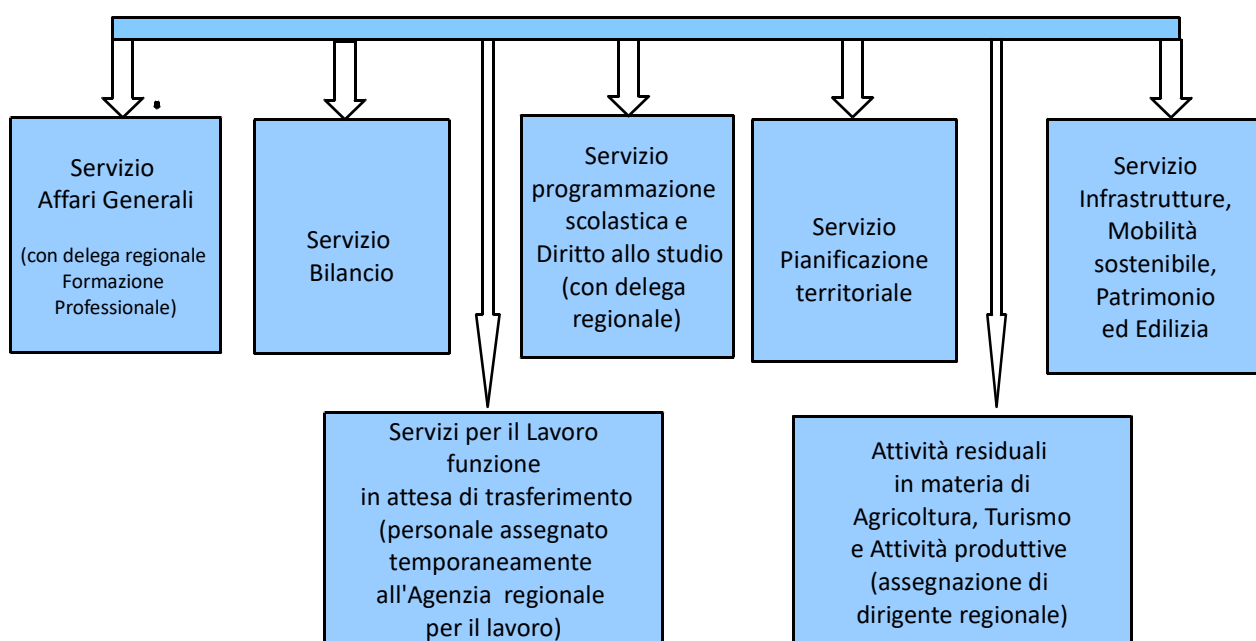 Servizio
Affari Generali
(con delega regionale
Formazione
Professionale)
Servizio
Bilancio
Servizio
programmazione
scolastica e
Diritto allo studio
(con delega
regionale)
Servizio
Pianificazione
territoriale
Servizio
Infrastrutture,
Mobilità
sostenibile,
Patrimonio
ed Edilizia
Servizi per il Lavoro
funzione
in attesa di trasferimento
(personale assegnato
temporaneamente
all'Agenzia regionale
per il lavoro)
Attività residuali
in materia di
Agricoltura, Turismo
e Attività produttive
(assegnazione di
dirigente regionale)